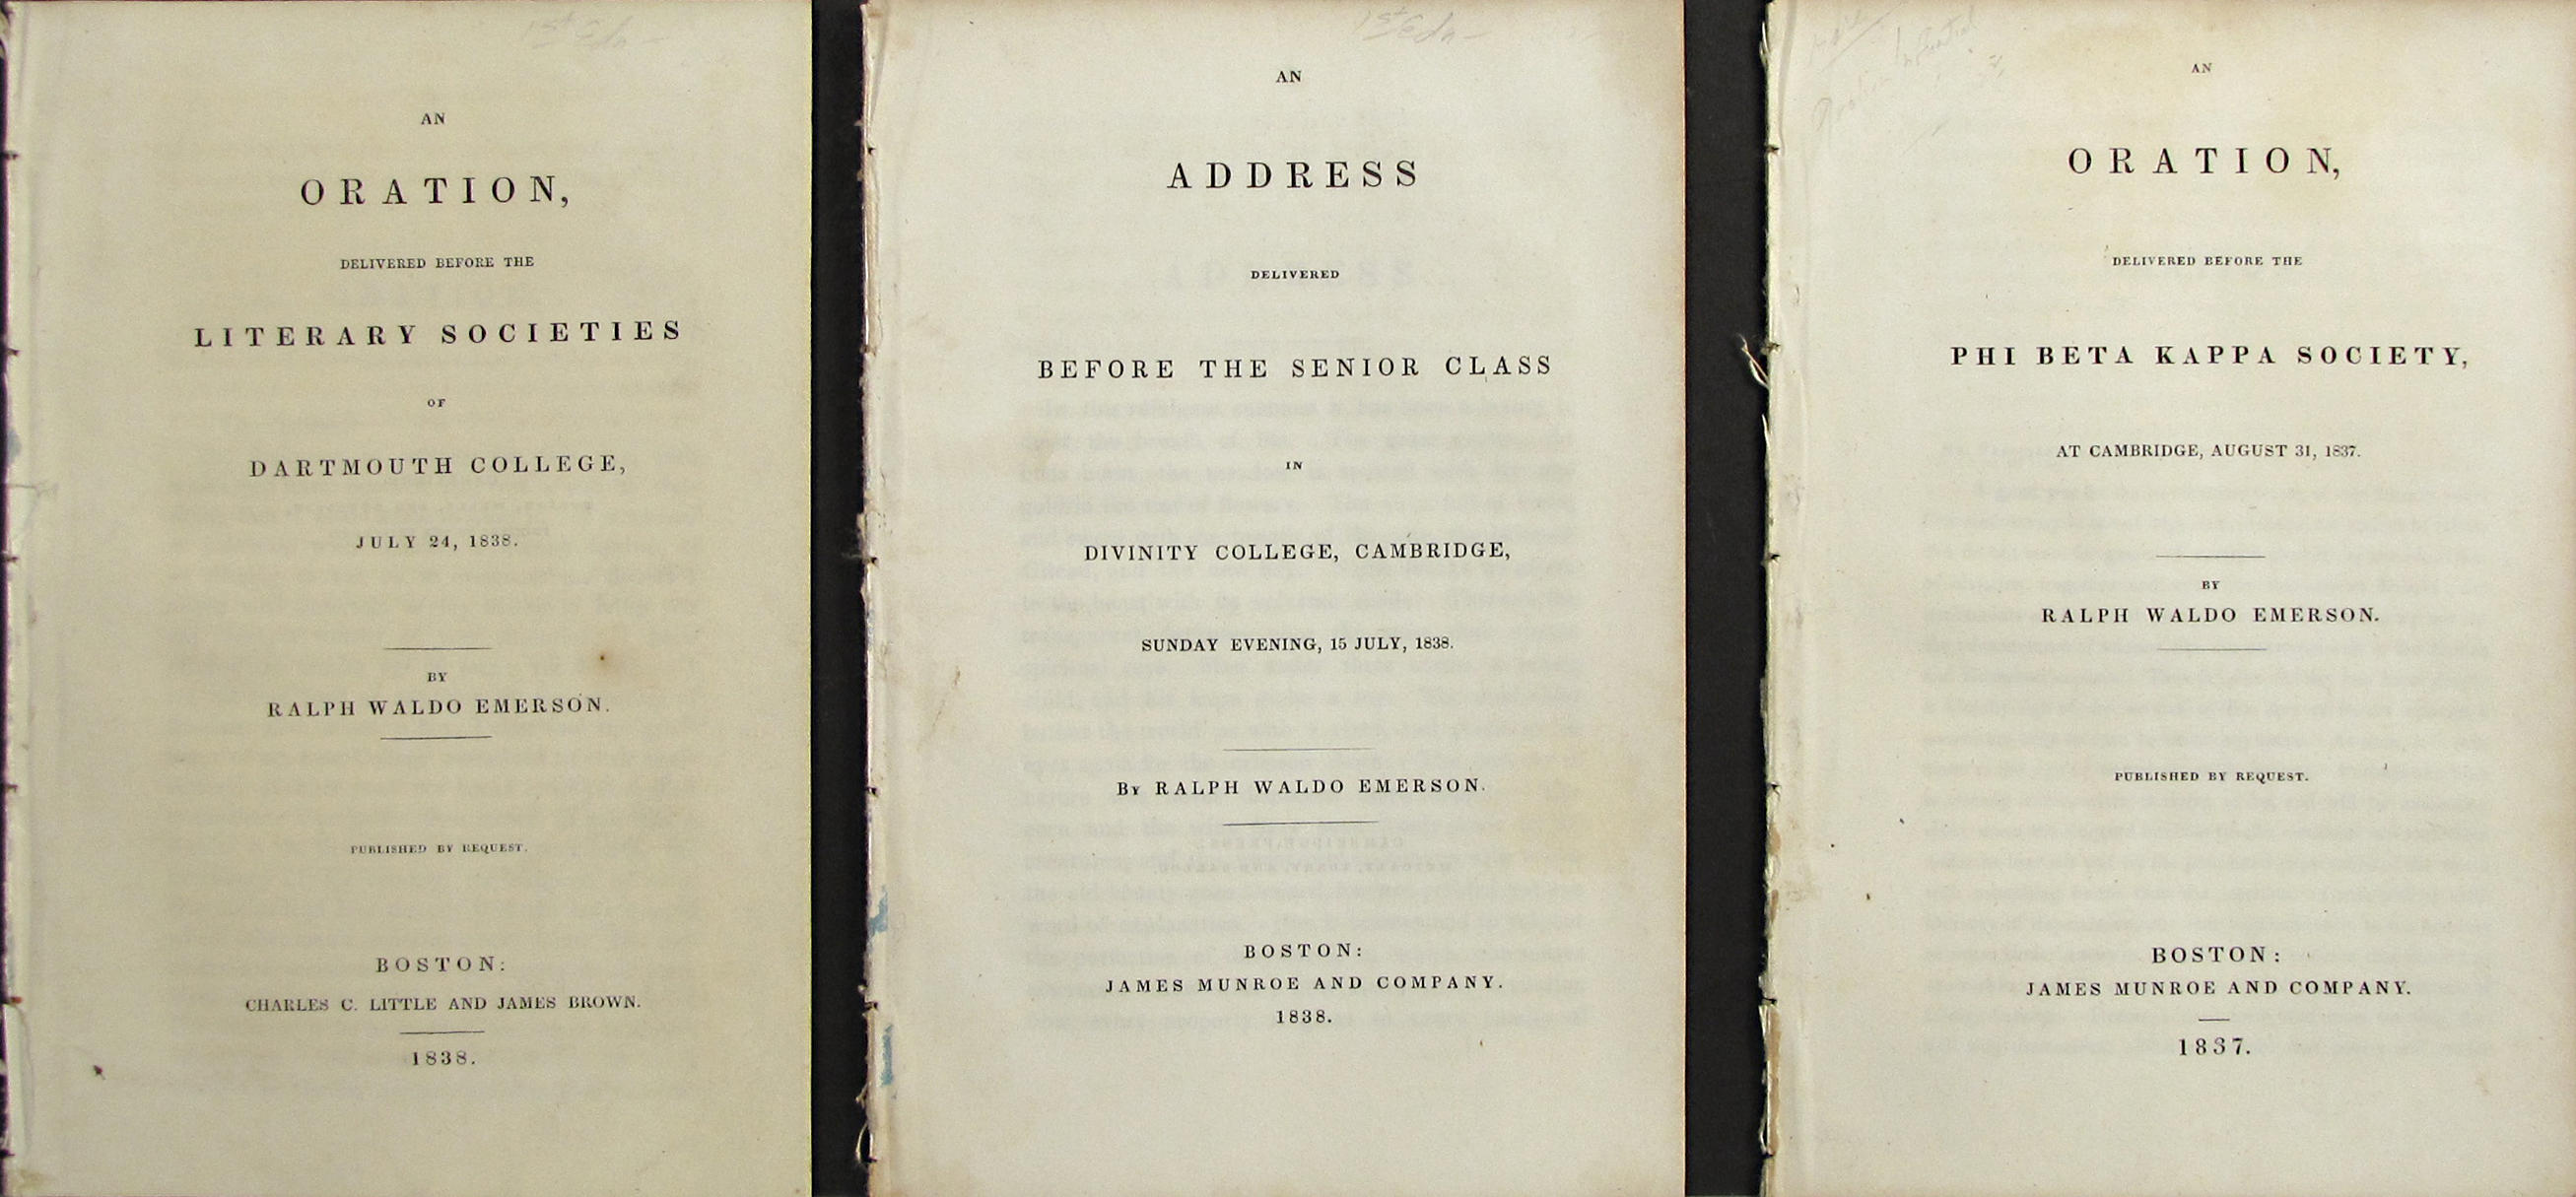 1st Edn -
AN
ORATION,
DELIVERED BEFORE THE
LITERARY SOCIETIES
OF
DARTMOUTH COLLEGE,
JULY 24, 1838.
BY
RALPH WALDO EMERSON.
PUBLISHED BY REQUEST.
BOSTON:
CHARLES C. LITTLE AND JAMES BROWN.
1838.
1st Edn -
AN
ADDRESS
DELIVERED
BEFORE THE SENIOR CLASS
IN
DIVINITY COLLEGE, CAMBRIDGE,
SUNDAY EVENING, 15 JULY, 1838.
By RALPH WALDO EMERSON.
BOSTON:
JAMES MUNROE AND COMPANY.
1838.
AN
ORATION,
DELIVERED BEFORE THE
PHI BETA KAPPA SOCIETY,
AT CAMBRIDGE, AUGUST 31, 1837.
BY
RALPH WALDO EMERSON.
PUBLISHED BY REQUEST.
BOSTON:
JAMES MUNROE AND COMPANY.
1837.